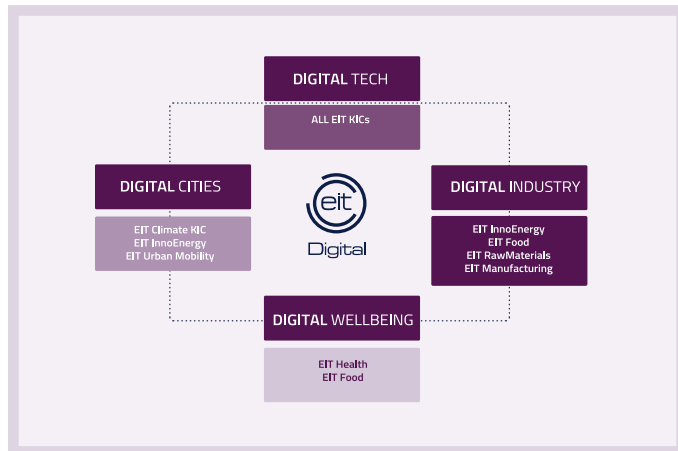 DIGITAL TECH
ALL EIT KICs
DIGITAL CITIES
EIT Climate KIC
EIT InnoEnergy
EIT Urban Mobility
eit
Digital
DIGITAL INDUSTRY
EIT InnoEnergy
EIT Food
EIT RawMaterials
EIT Manufacturing
DIGITAL WELLBEING
EIT Health
EIT Food